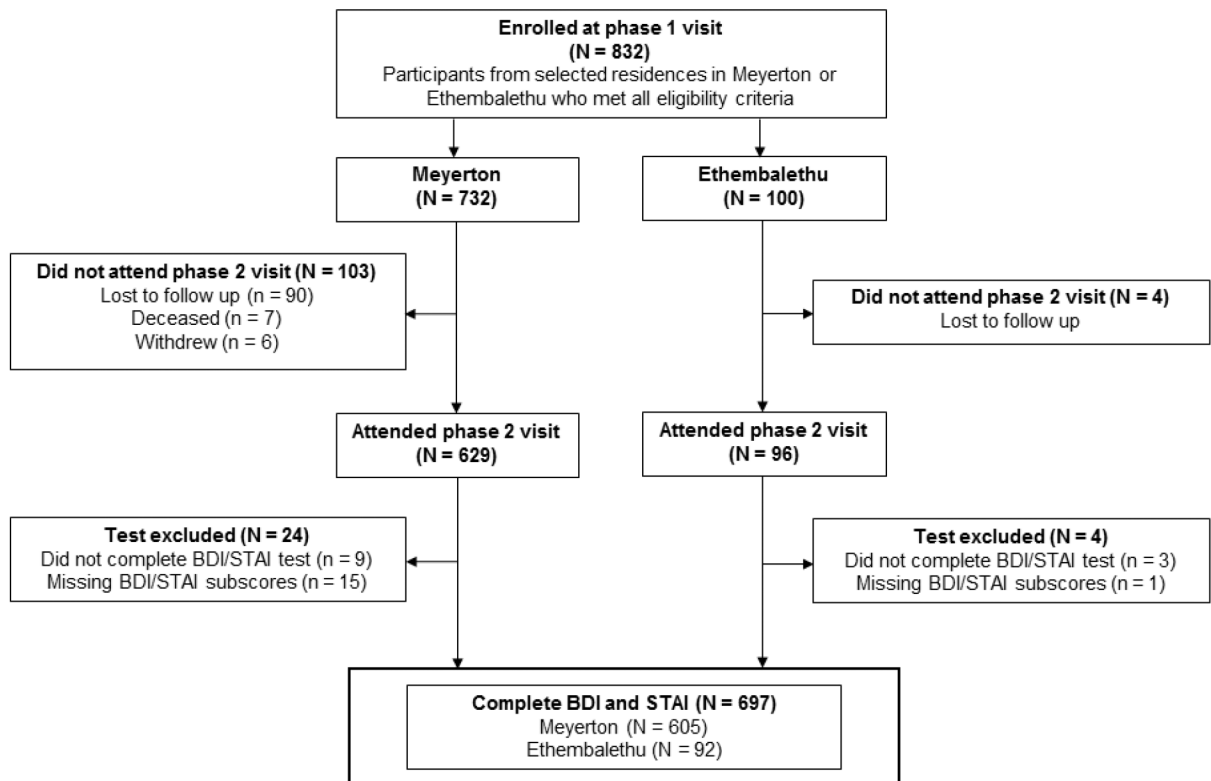 Enrolled at phase 1 visit
(N = 832)
Participants from selected residences in Meyerton or
Ethembalethu who met all eligibility criteria
Meyerton
(N = 732)
Ethembalethu
(N = 100)
Did not attend phase 2 visit (N = 103)
Lost to follow up (n = 90)
Deceased (n = 7)
Withdrew (n = 6)
Did not attend phase 2 visit (N = 4)
Lost to follow up
Attended phase 2 visit
(N = 629)
Attended phase 2 visit
(N = 96)
Test excluded (N = 24)
Did not complete BDI/STAI test (n = 9)
Missing BDI/STAI subscores (n = 15)
Test excluded (N = 4)
Did not complete BDI/STAI test (n = 3)
Missing BDI/STAI subscores (n = 1)
Complete BDI and STAI (N = 697)
Meyerton (N = 605)
Ethembalethu (N = 92)